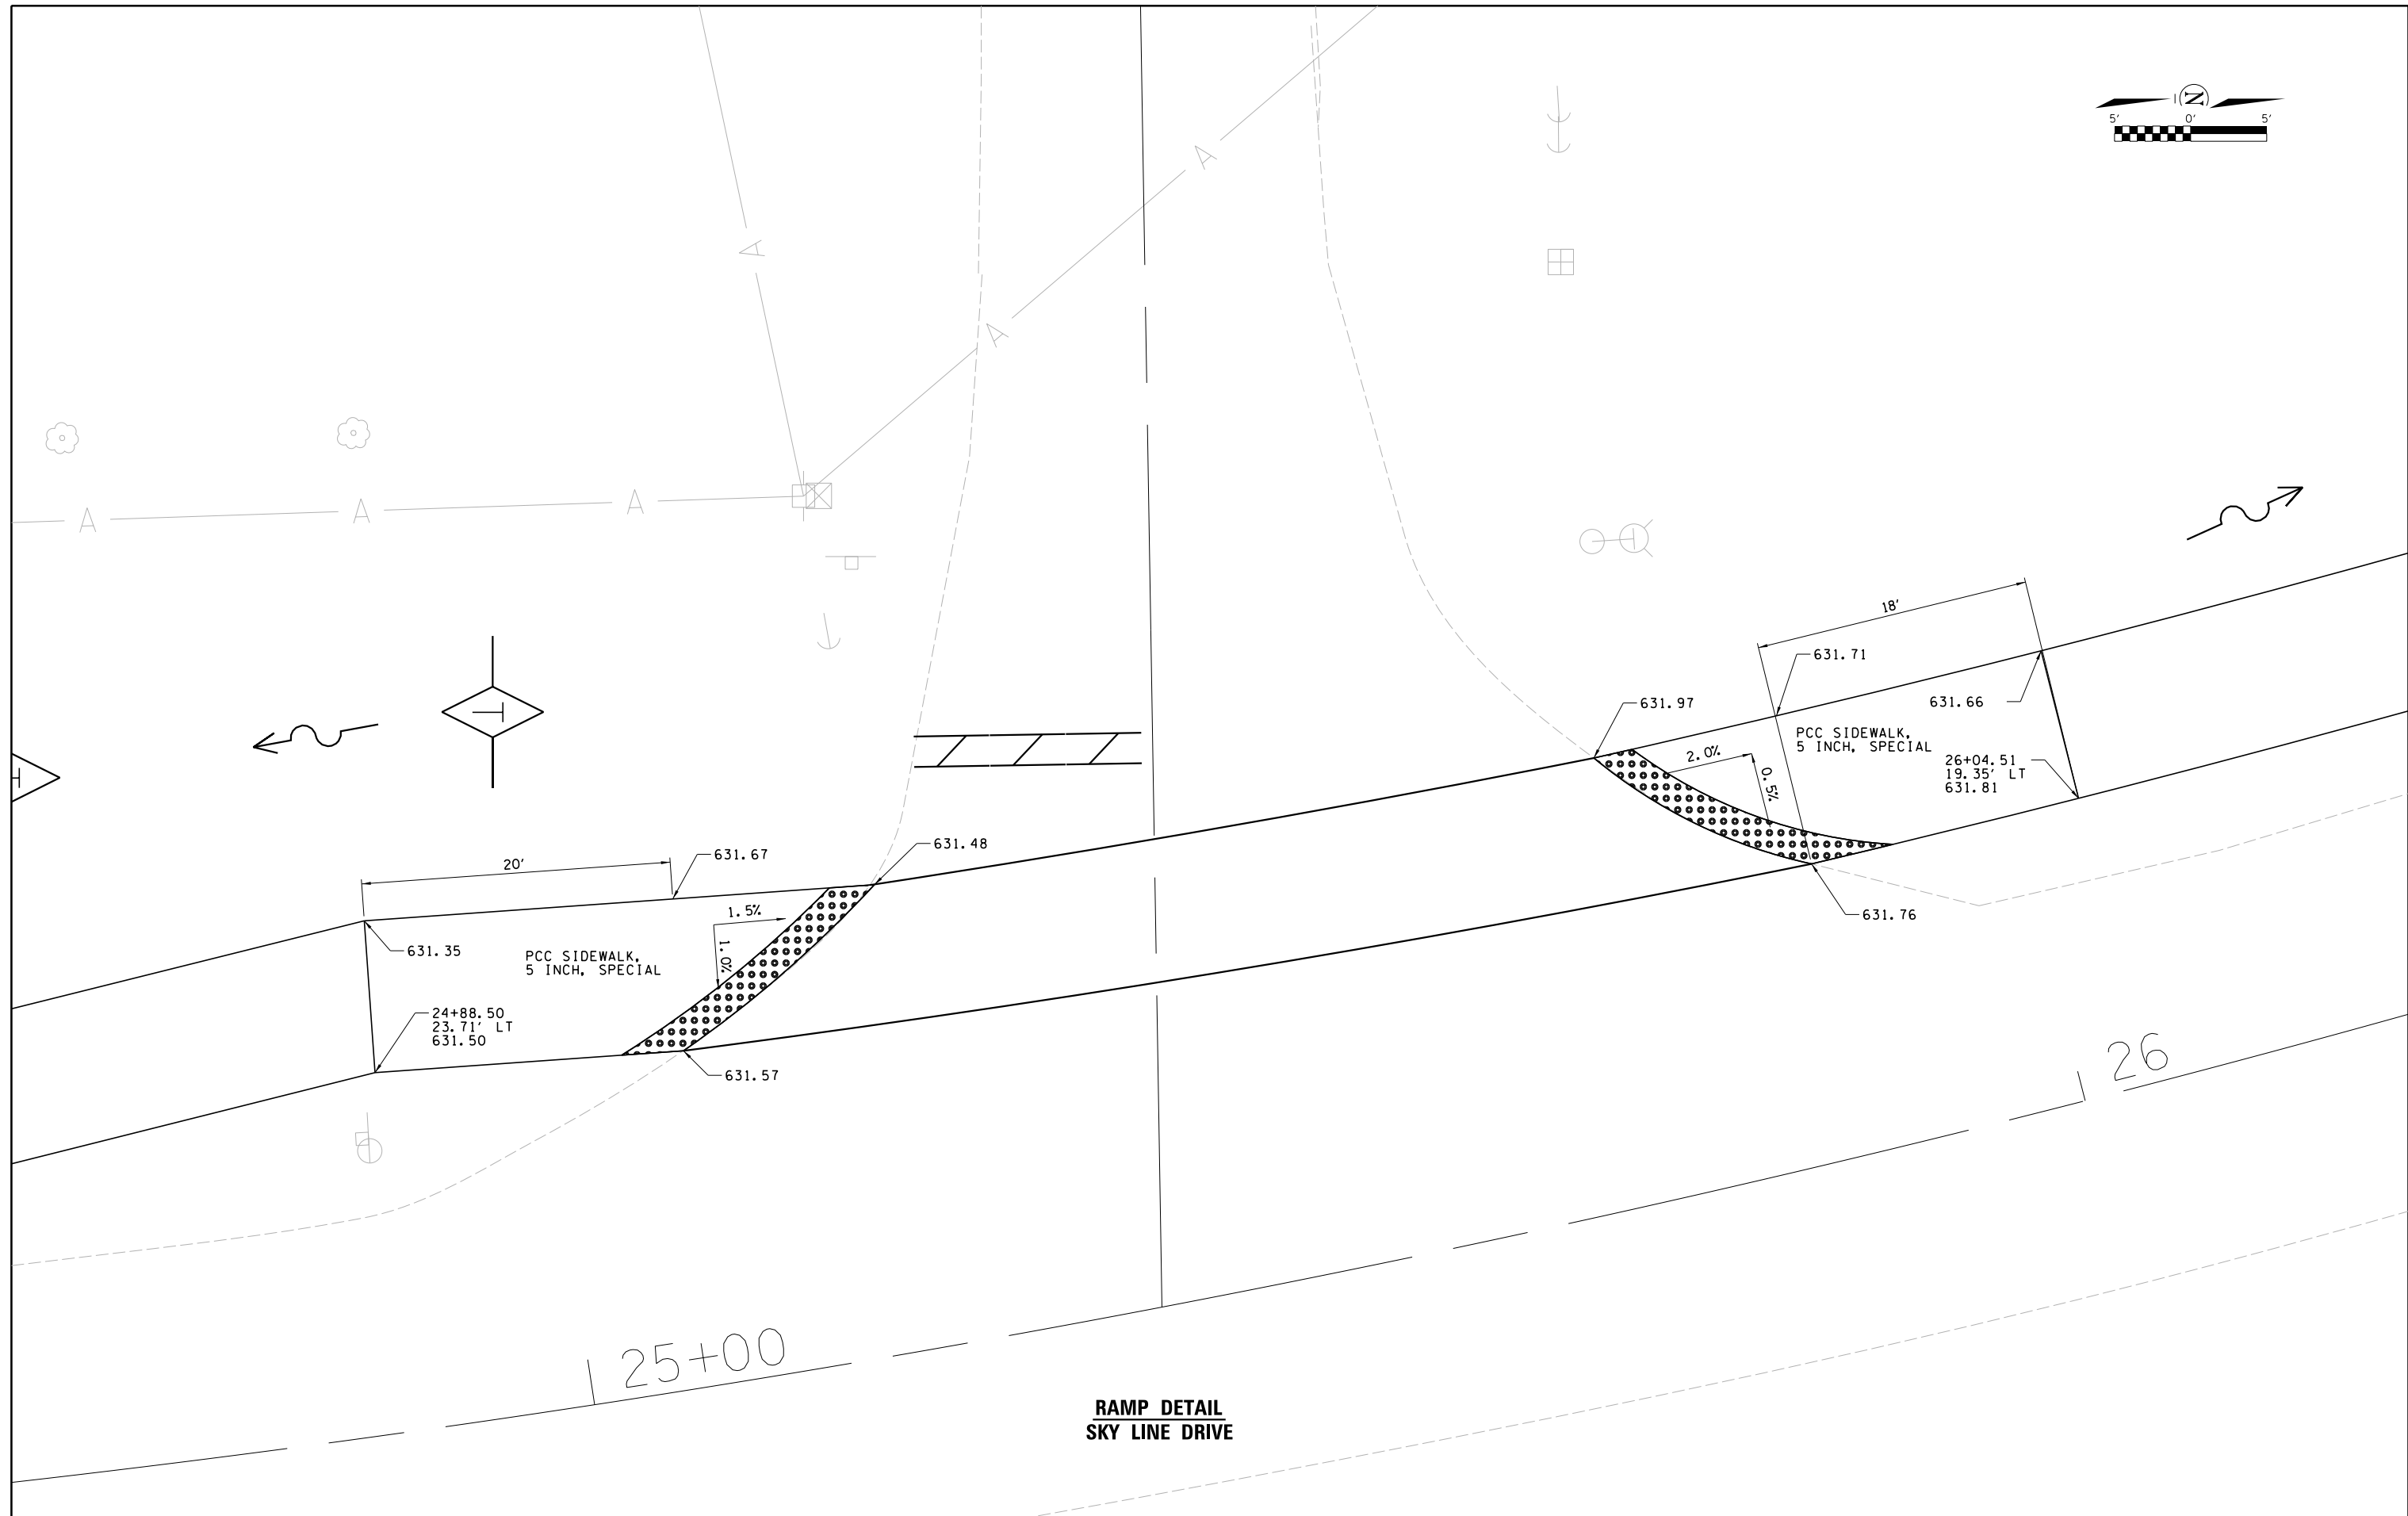 N
5' 0' 5'
A
A
A
A
A
A
T
T
18'
631.71
631.97
631.66
PCC SIDEWALK,
5 INCH, SPECIAL
2.0%
0.5%
26+04.51
19.35' LT
631.81
631.48
631.67
20'
1.5%
631.76
631.35
PCC SIDEWALK,
5 INCH, SPECIAL
1.0%
24+88.50
23.71' LT
631.50
631.57
26
25+00
RAMP DETAIL
SKY LINE DRIVE